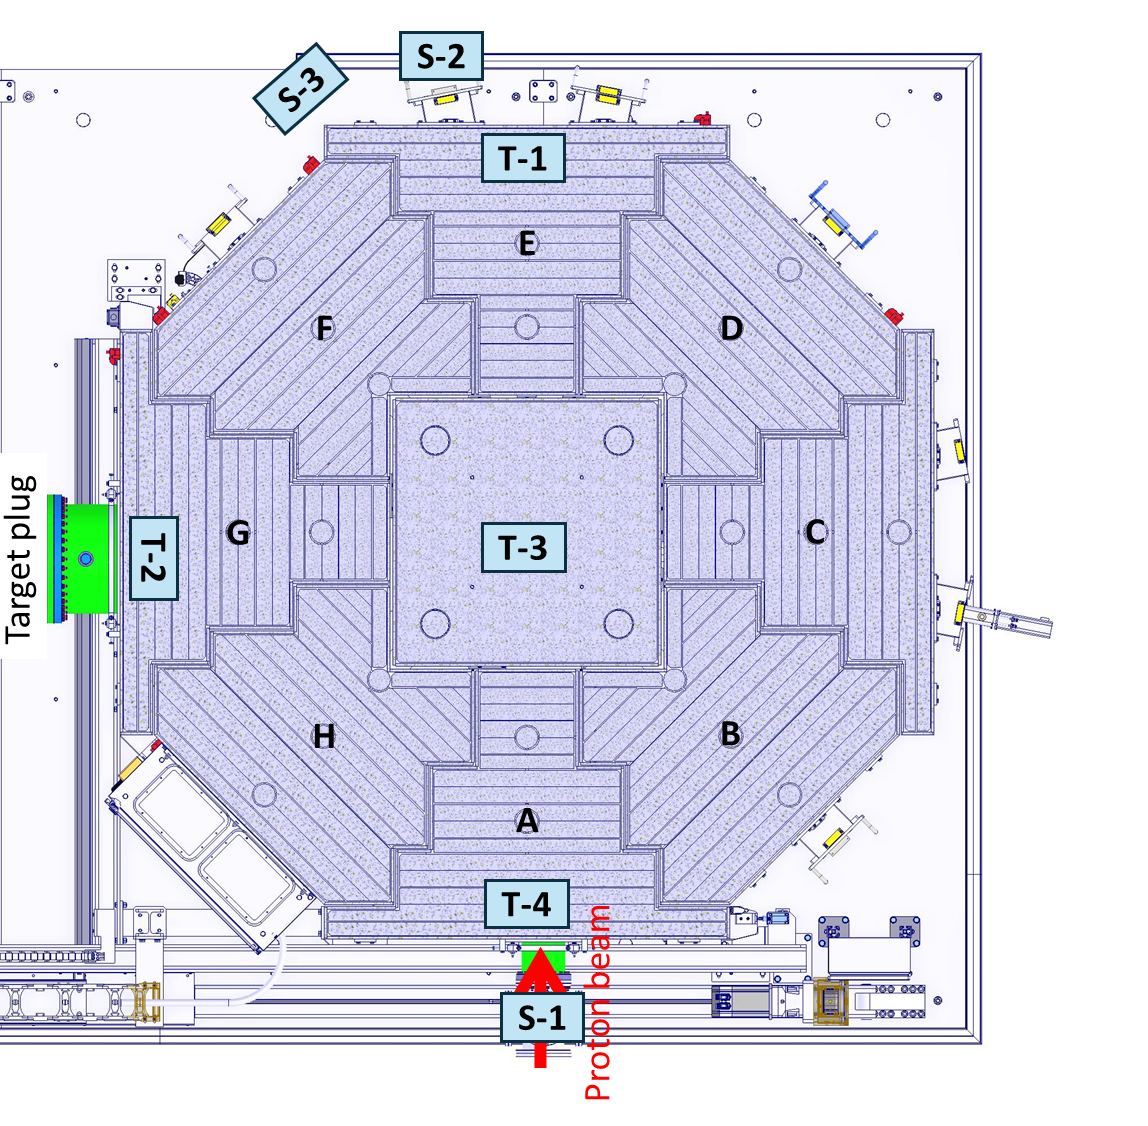 S-3
S-2
T-1
E
F
D
Target plug
T-2
G
T-3
C
H
B
A
T-4
Proton beam
S-1